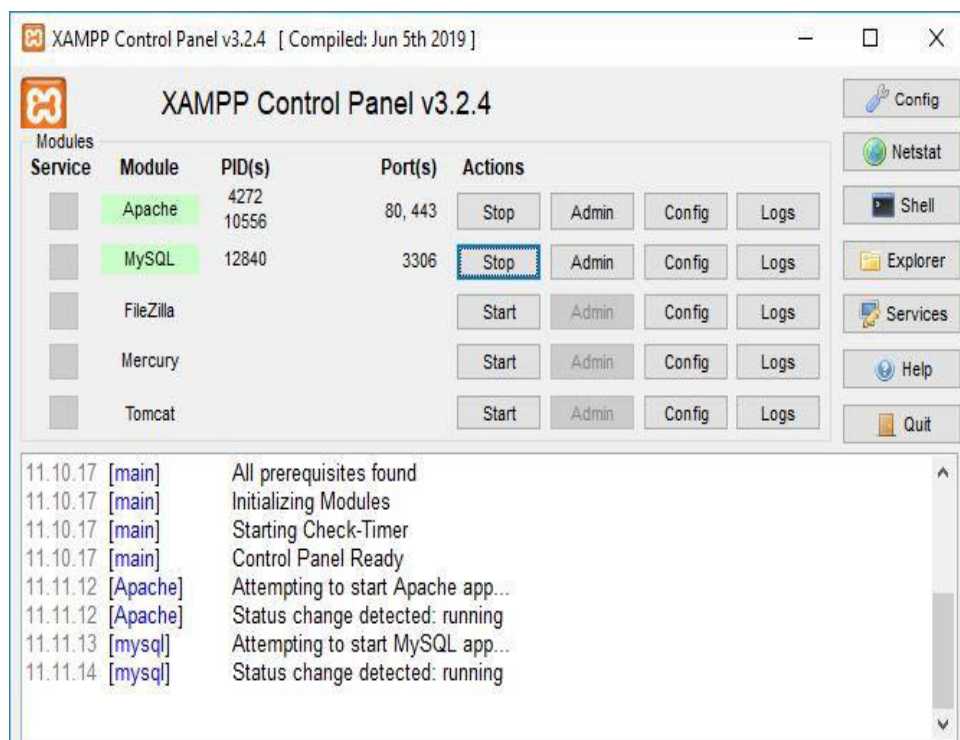 XAMPP Control Panel v3.2.4 [ Compiled: Jun 5th 2019 ]
XAMPP Control Panel v3.2.4
Config
Modules
Service Module PID(s) Port(s) Actions
Netstat
Apache 4272 10556 80, 443 Stop Admin Config Logs
Shell
MySQL 12840 3306 Stop Admin Config Logs
Explorer
FileZilla Start Admin Config Logs
Services
Mercury Start Admin Config Logs
Help
Tomcat Start Admin Config Logs
Quit
11.10.17 [main] All prerequisites found
11.10.17 [main] Initializing Modules
11.10.17 [main] Starting Check-Timer
11.10.17 [main] Control Panel Ready
11.11.12 [Apache] Attempting to start Apache app...
11.11.12 [Apache] Status change detected: running
11.11.13 [mysql] Attempting to start MySQL app...
11.11.14 [mysql] Status change detected: running